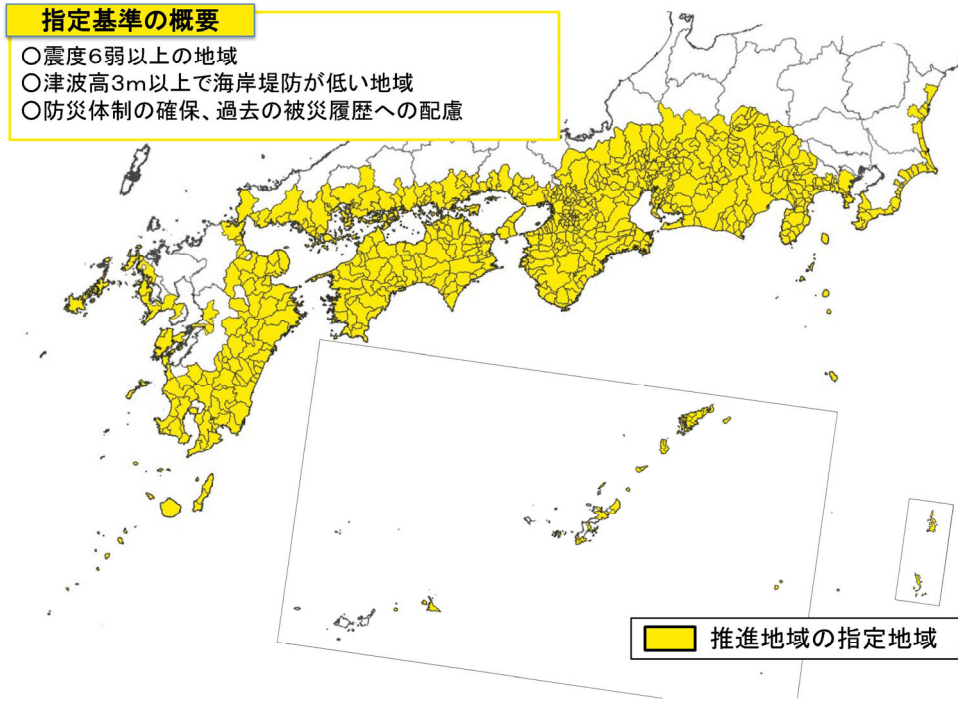 指定基準の概要
○震度6弱以上の地域
○津波高3m以上で海岸堤防が低い地域
○防災体制の確保、過去の被災履歴への配慮
推進地域の指定地域